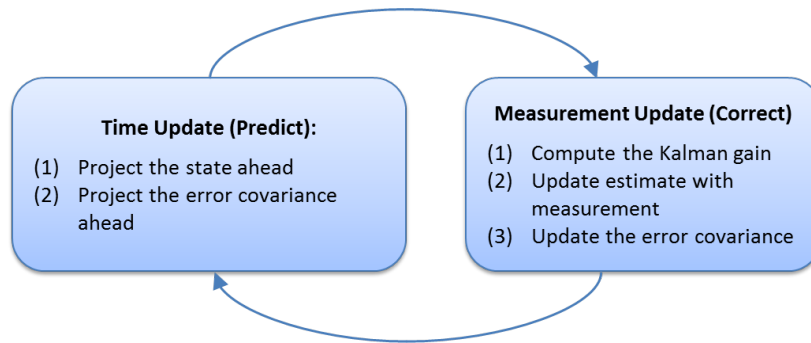 Time Update (Predict):
(1) Project the state ahead
(2) Project the error covariance
ahead
Measurement Update (Correct)
(1) Compute the Kalman gain
(2) Update estimate with
measurement
(3) Update the error covariance